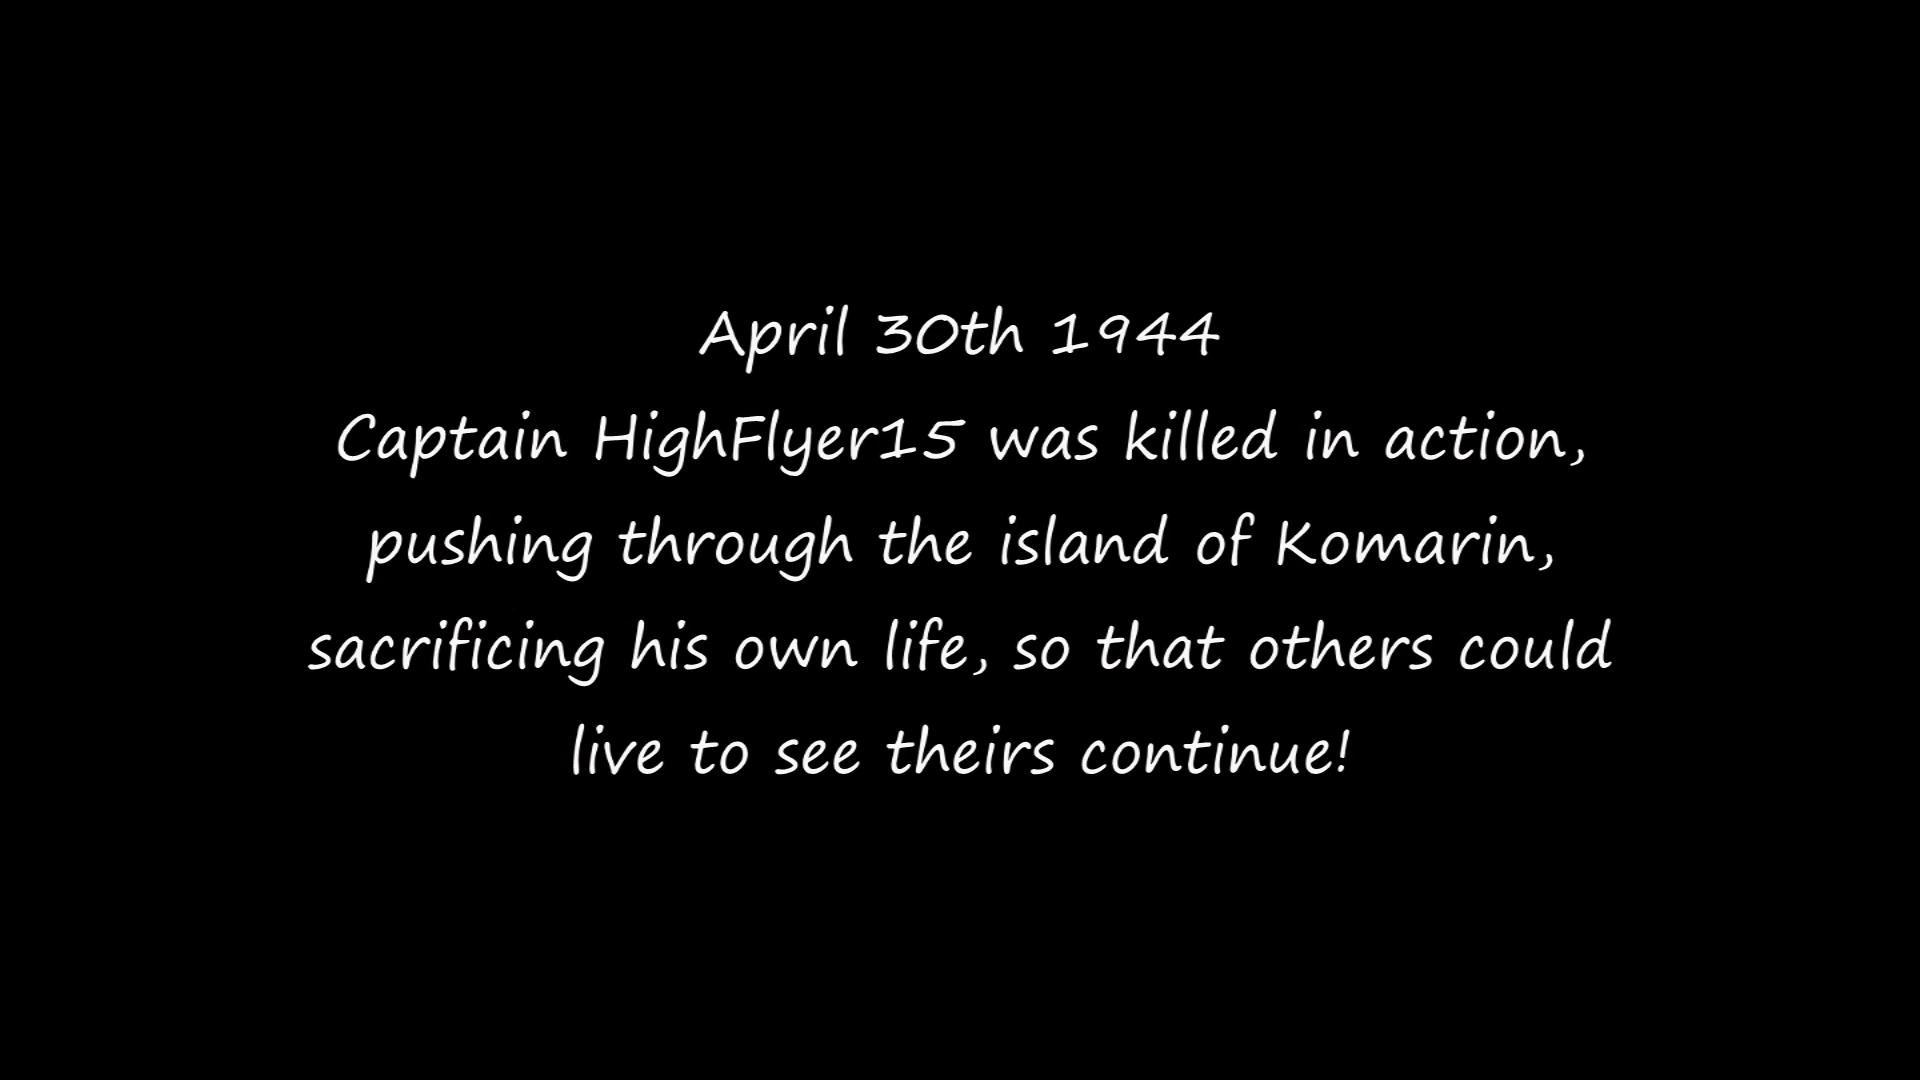 April 30th 1944
Captain HighFlyer15 was killed in action,
pushing through the island of Komarin,
sacrificing his own life, so that others could
live to see theirs continue!